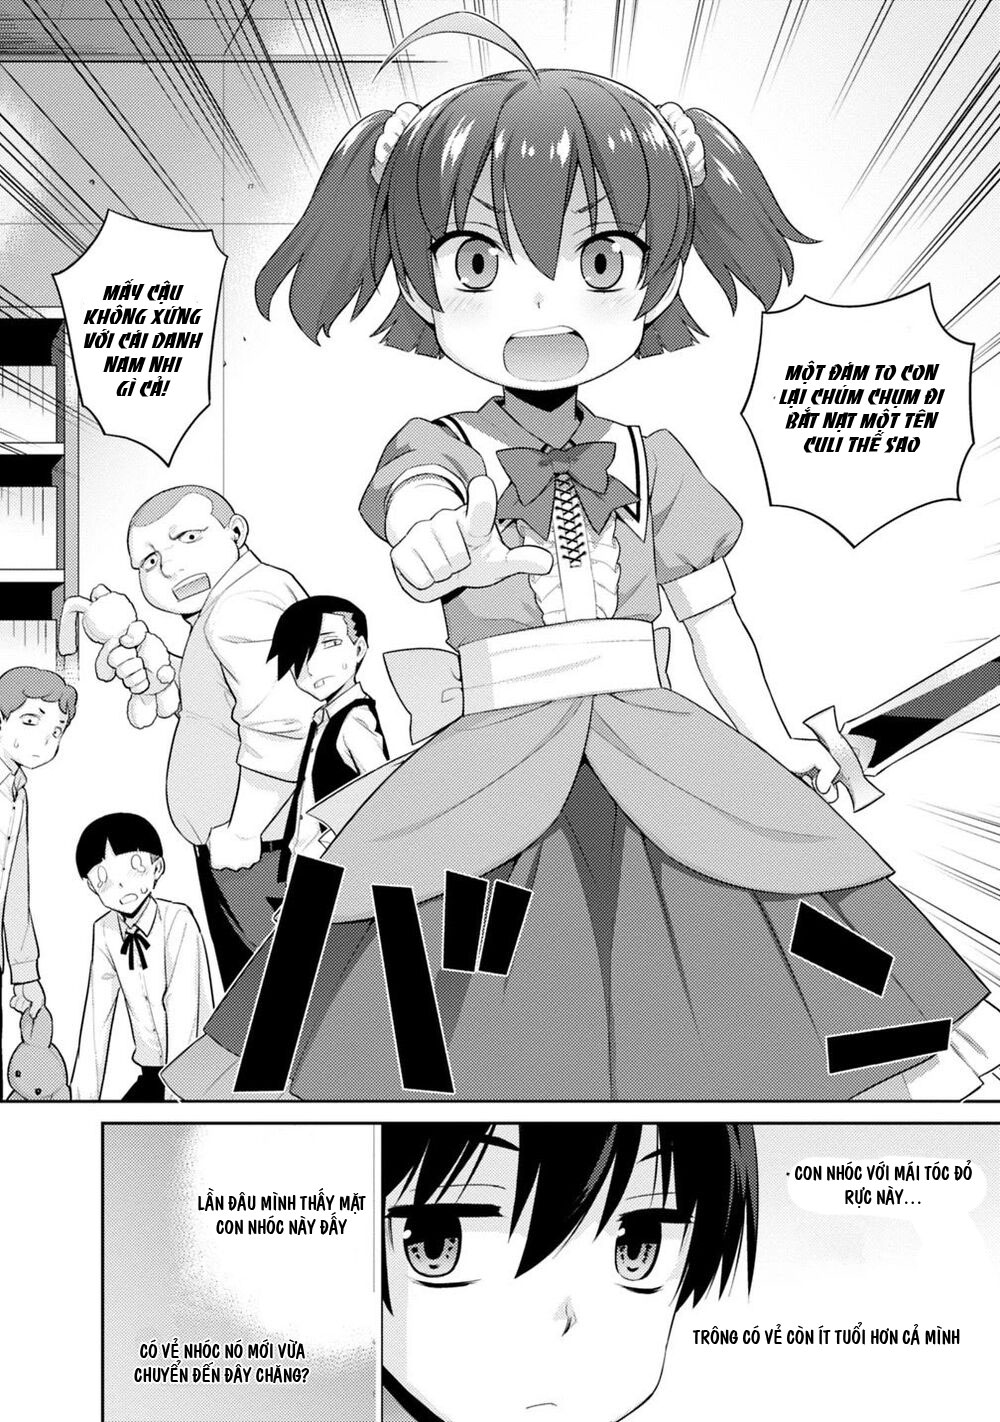 MỘT ĐÁM TO CON
LẠI CHÚM CHỤM ĐI
BẮT NẠT MỘT TÊN
CULI THẾ SAO
MẤY CẬU
KHÔNG XỨNG
VỚI CÁI DANH
NAM NHI
GÌ CẢ!
バン
CON NHÓC VỚI MÁI TÓC ĐỎ
RỰC NÀY...
TRÔNG CÓ VẺ CÒN ÍT TUỔI HƠN CẢ MÌNH
LẦN ĐÂU MÌNH THẤY MẶT
CON NHÓC NÀY ĐẤY
CÓ VẺ NHÓC NÓ MỚI VỪA
CHUYỂN ĐẾN ĐÂY CHĂNG?